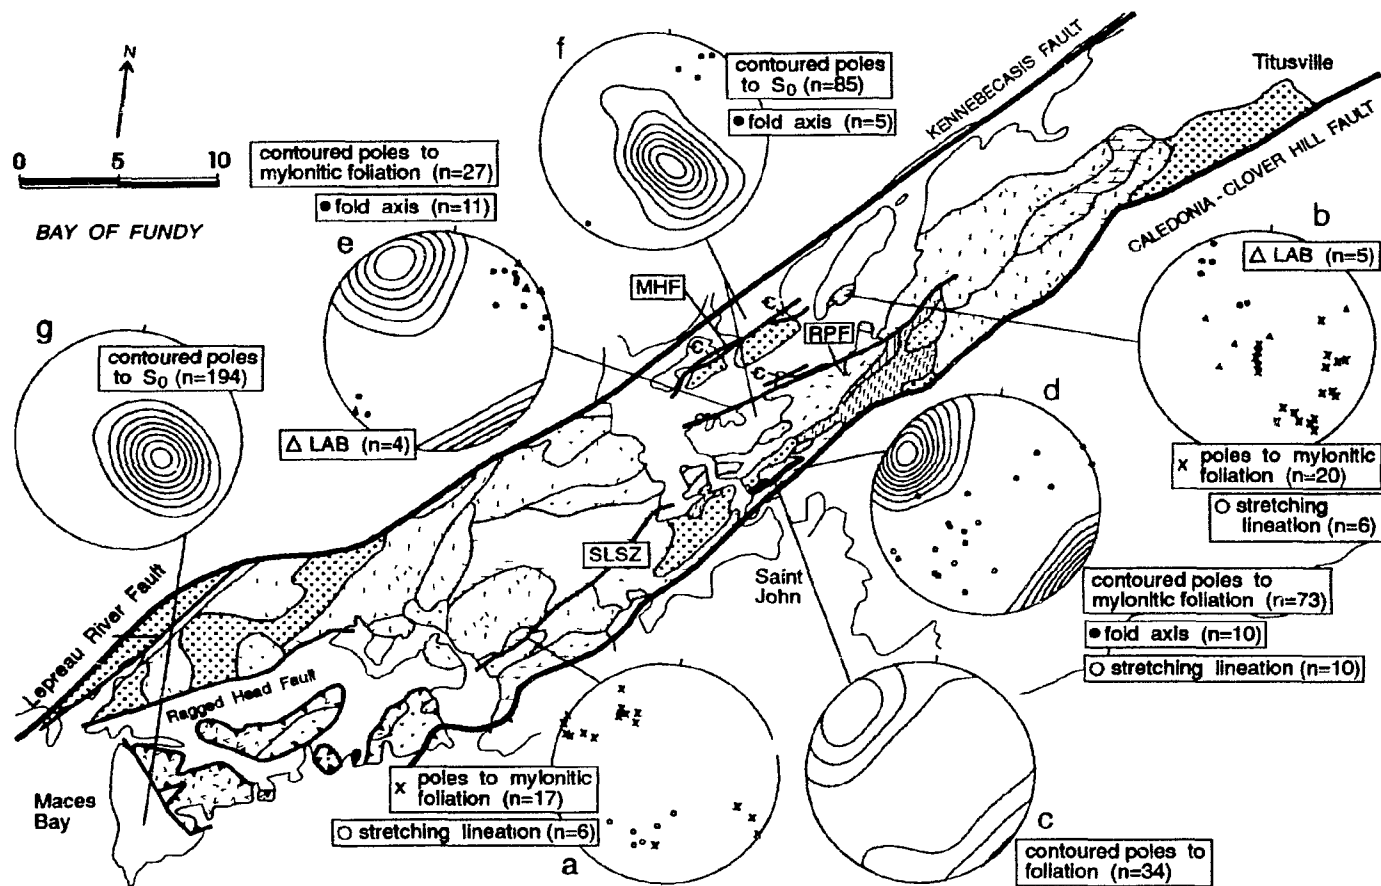 N
0 5 10
BAY OF FUNDY
f
contoured poles
to S0 (n=85)
● fold axis (n=5)
KENNEBECASIS FAULT
Titusville
CALEDONIA - CLOVER HILL FAULT
contoured poles to
mylonitic foliation (n=27)
● fold axis (n=11)
e
△ LAB (n=4)
MHF
RPF
Є
Є
Є
b
△ LAB (n=5)
x poles to mylonitic
foliation (n=20)
○ stretching
lineation (n=6)
g
contoured poles
to S0 (n=194)
d
contoured poles to
mylonitic foliation (n=73)
● fold axis (n=10)
○ stretching lineation (n=10)
SLSZ
Saint
John
Lepreau River Fault
Ragged Head Fault
Maces
Bay
x poles to mylonitic
foliation (n=17)
○ stretching lineation (n=6)
a
c
contoured poles to
foliation (n=34)